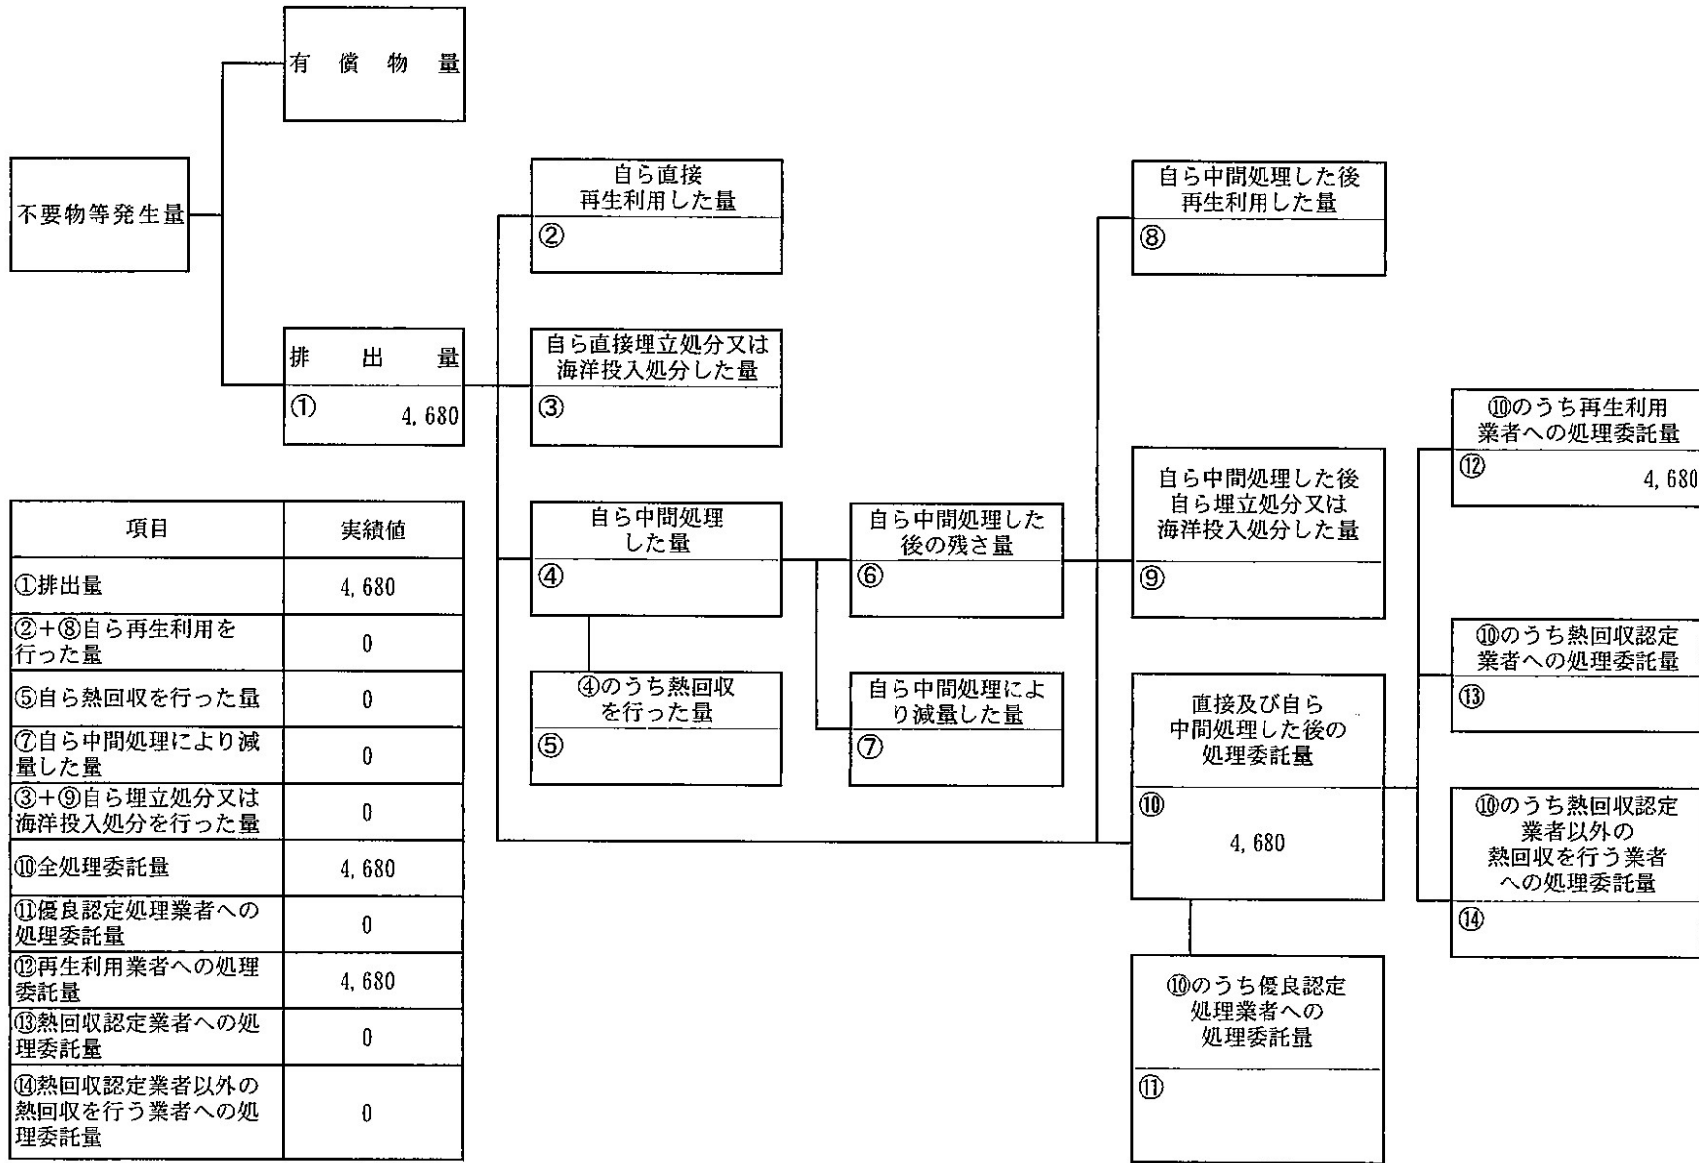 有償物量
不要物等発生量
排出量
① 4,680
自ら直接
再生利用した量
②
自ら直接埋立処分又は
海洋投入処分した量
③
自ら中間処理
した量
④
④のうち熱回収
を行った量
⑤
自ら中間処理した
後の残さ量
⑥
自ら中間処理によ
り減量した量
⑦
自ら中間処理した後
再生利用した量
⑧
自ら中間処理した後
自ら埋立処分又は
海洋投入処分した量
⑨
直接及び自ら
中間処理した後の
処理委託量
⑩
4,680
⑩のうち優良認定
処理業者への
処理委託量
⑪
⑩のうち再生利用
業者への処理委託量
⑫
4,680
⑩のうち熱回収認定
業者への処理委託量
⑬
⑩のうち熱回収認定
業者以外の
熱回収を行う業者
への処理委託量
⑭
項目 実績値
①排出量 4,680
②+⑧自ら再生利用を
行った量 0
⑤自ら熱回収を行った量 0
⑦自ら中間処理により減
量した量 0
③+⑨自ら埋立処分又は
海洋投入処分を行った量 0
⑩全処理委託量 4,680
⑪優良認定処理業者への
処理委託量 0
⑫再生利用業者への処理
委託量 4,680
⑬熱回収認定業者への処
理委託量 0
⑭熱回収認定業者以外の
熱回収を行う業者への処
理委託量 0